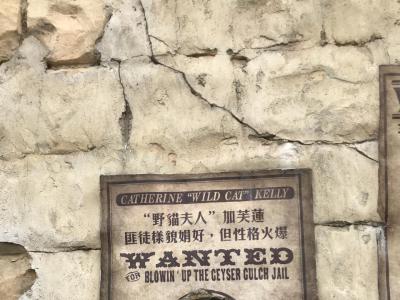 CATHERINE "WILD CAT" KELLY
“野貓夫人”加芙蓮
匪徒樣貌娟好，但性格火爆
WANTED
FOR BLOWIN' UP THE GEYSER GULCH JAIL